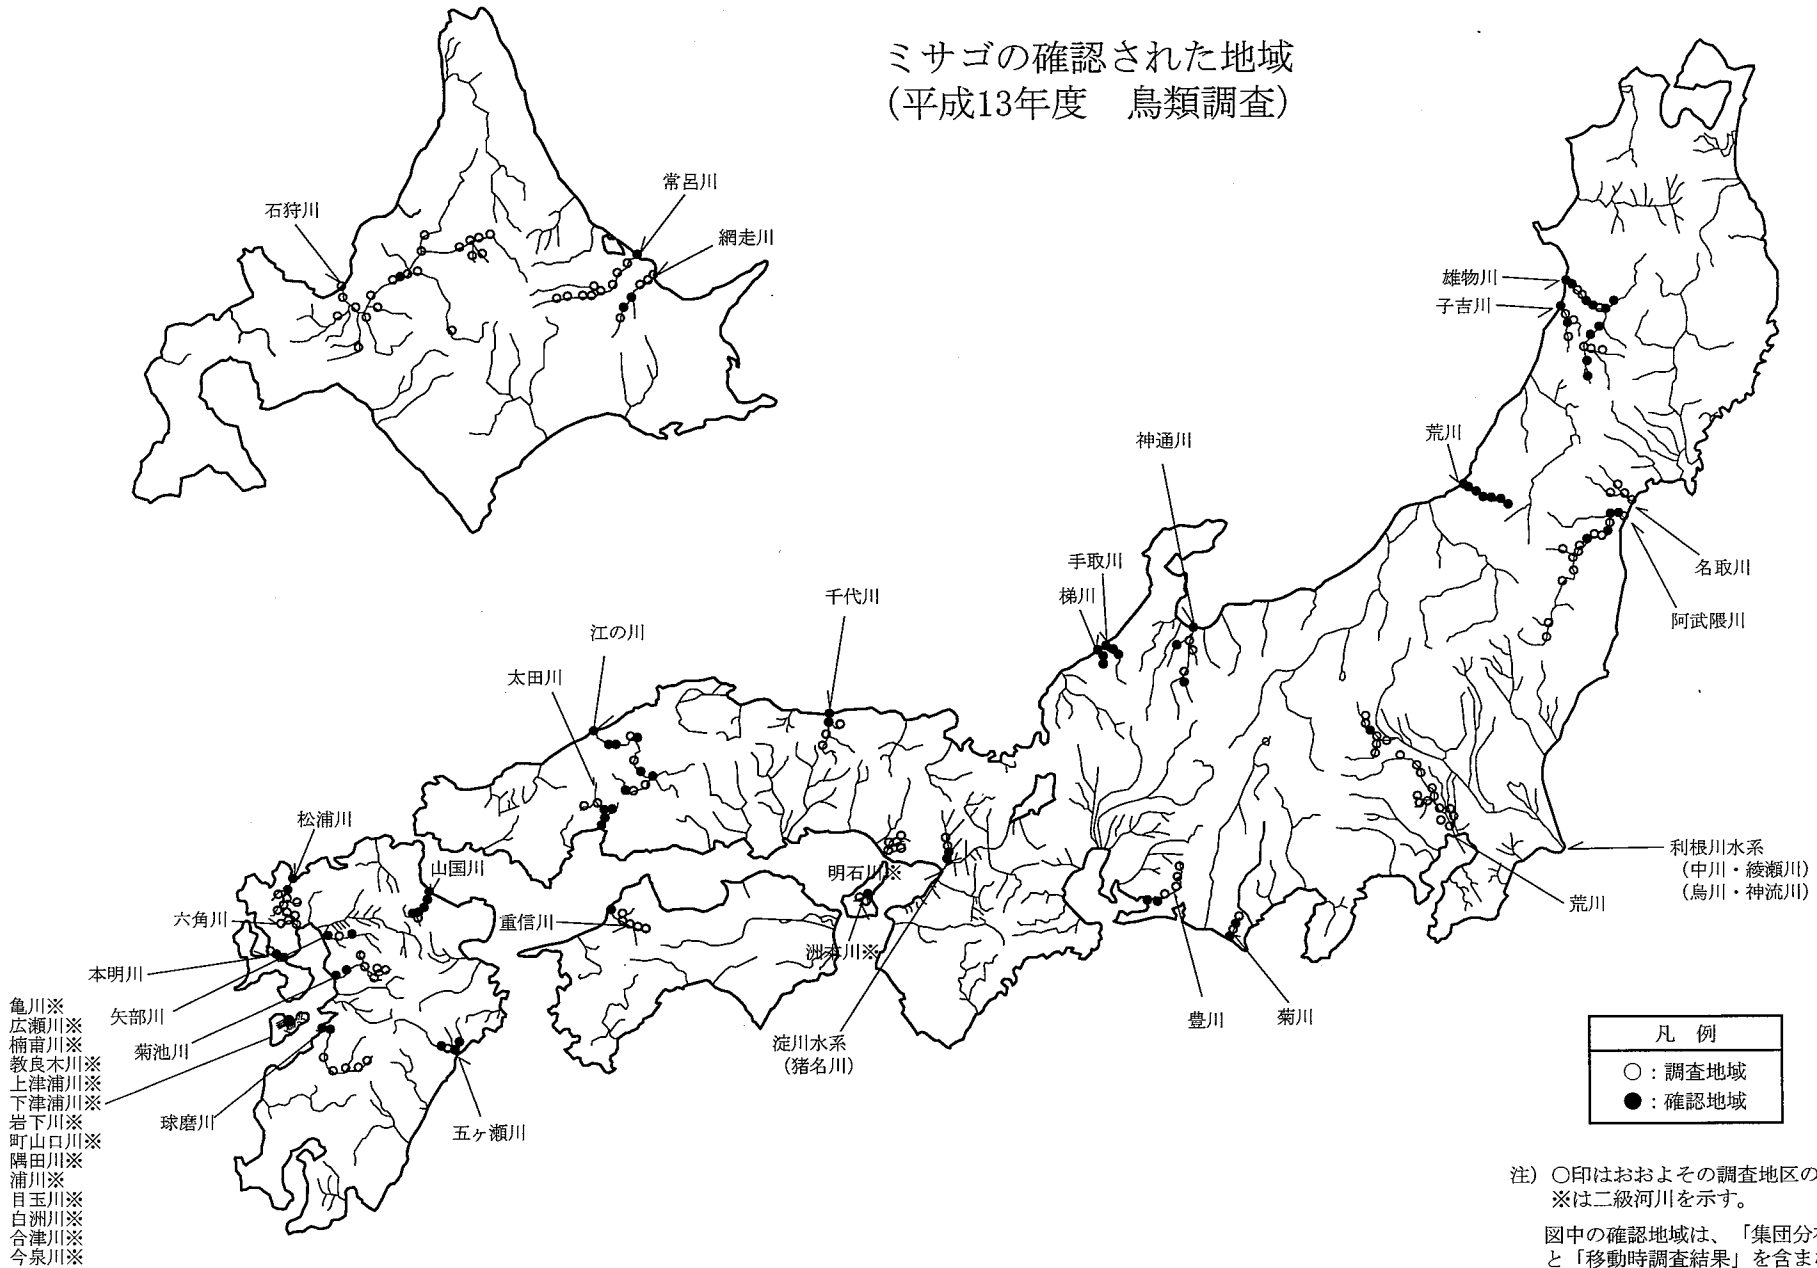 ミサゴの確認された地域
(平成13年度　鳥類調査)
常呂川
石狩川
網走川
雄物川
子吉川
荒川
神通川
手取川
梯川
名取川
阿武隈川
千代川
江の川
太田川
松浦川
山国川
明石川※
六角川
重信川
洲本川※
利根川水系
(中川・綾瀬川)
(烏川・神流川)
荒川
本明川
矢部川
菊池川
豊川
菊川
淀川水系
(猪名川)
球磨川
五ヶ瀬川
亀川※
広瀬川※
楠甫川※
教良木川※
上津浦川※
下津浦川※
岩下川※
町山口川※
隅田川※
浦川※
目玉川※
白洲川※
合津川※
今泉川※
凡　例
○：調査地域
●：確認地域
注）○印はおおよその調査地区の
※は二級河川を示す。
図中の確認地域は、「集団分
と「移動時調査結果」を含ま